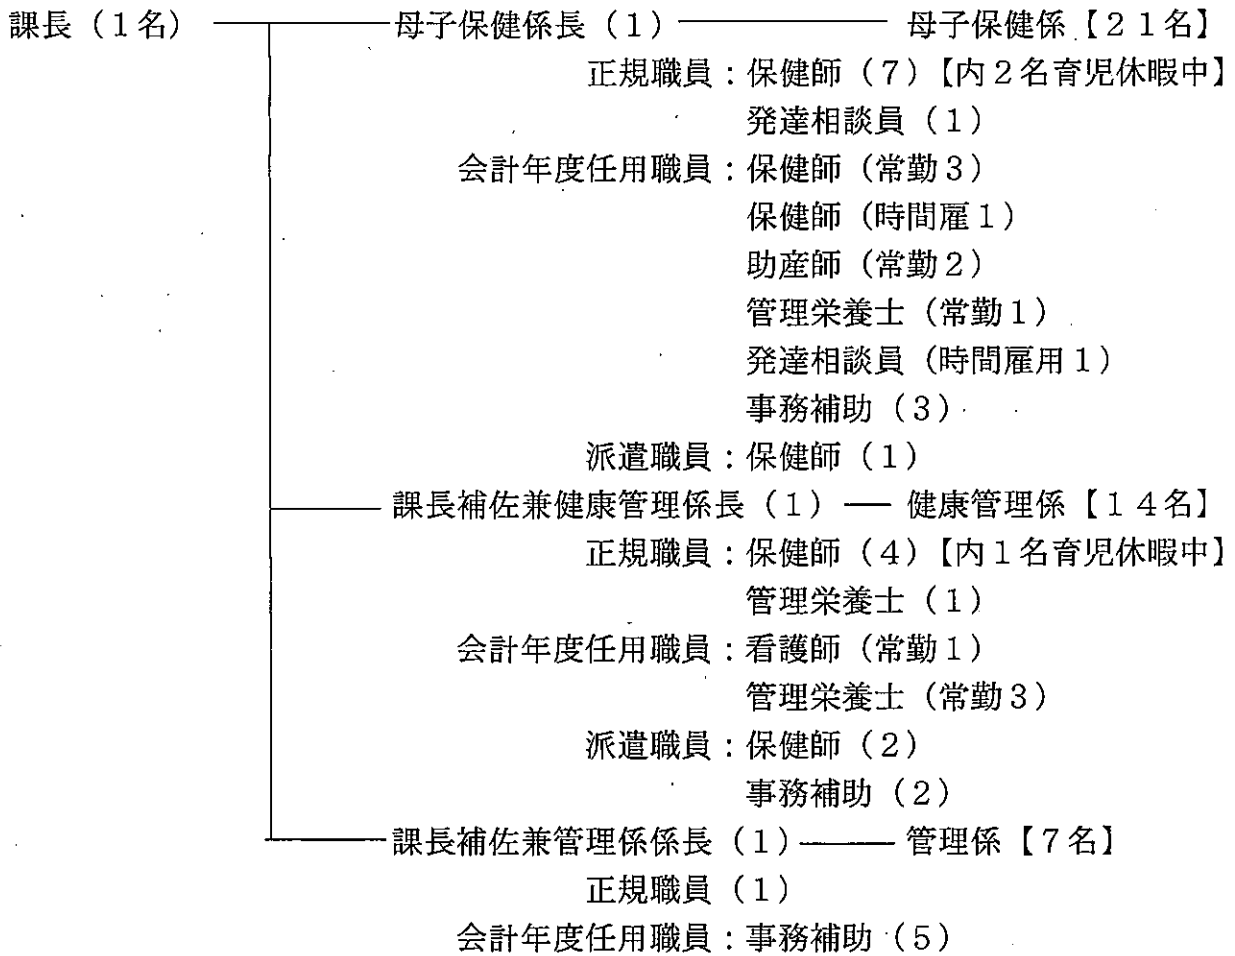 課長（1名） 母子保健係長（1） 母子保健係【21名】
正規職員：保健師（7）【内2名育児休暇中】
発達相談員（1）
会計年度任用職員：保健師（常勤3）
保健師（時間雇1）
助産師（常勤2）
管理栄養士（常勤1）
発達相談員（時間雇用1）
事務補助（3）
派遣職員：保健師（1）
課長補佐兼健康管理係長（1） 健康管理係【14名】
正規職員：保健師（4）【内1名育児休暇中】
管理栄養士（1）
会計年度任用職員：看護師（常勤1）
管理栄養士（常勤3）
派遣職員：保健師（2）
事務補助（2）
課長補佐兼管理係係長（1） 管理係【7名】
正規職員（1）
会計年度任用職員：事務補助（5）